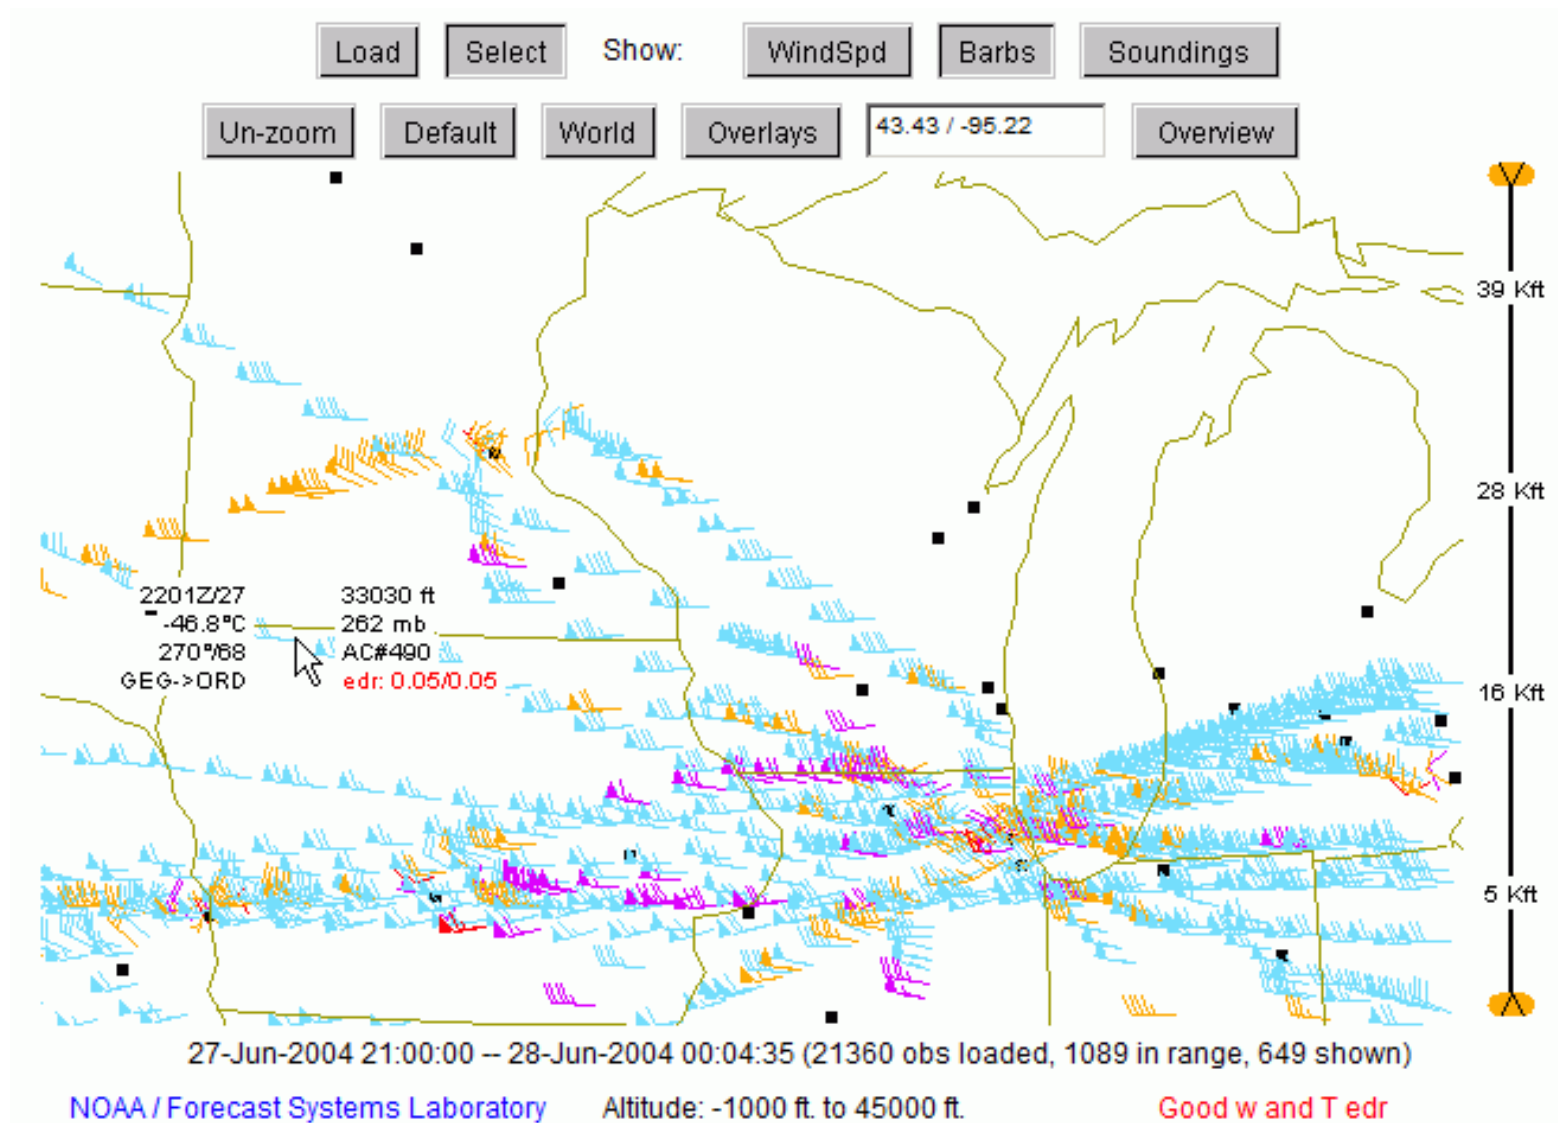 Load Select Show: WindSpd Barbs Soundings
Un-zoom Default World Overlays 43.43 / -95.22 Overview
39 Kft
28 Kft
2201Z/27 33030 ft
-46.8°C 262 mb
270°/68 AC#490
GEG->ORD edr: 0.05/0.05
16 Kft
5 Kft
27-Jun-2004 21:00:00 -- 28-Jun-2004 00:04:35 (21360 obs loaded, 1089 in range, 649 shown)
NOAA / Forecast Systems Laboratory Altitude: -1000 ft. to 45000 ft. Good w and T edr